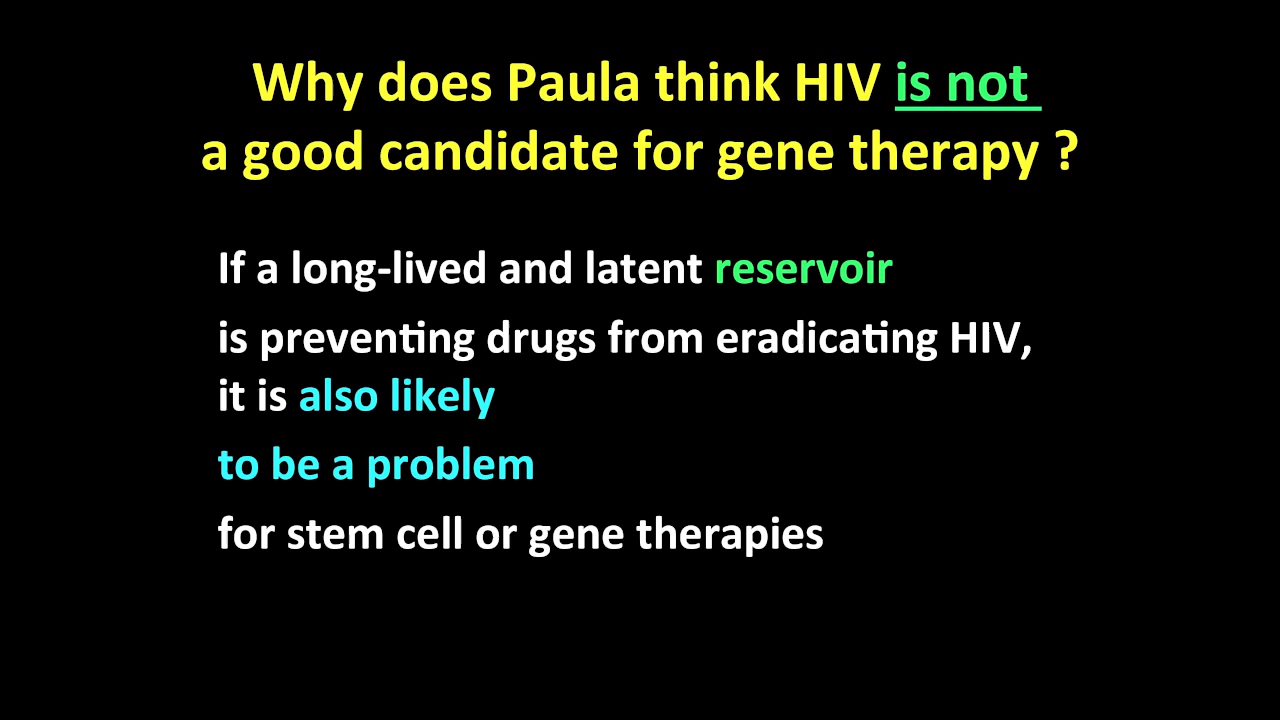 Why does Paula think HIV is not
a good candidate for gene therapy ?
If a long-lived and latent reservoir
is preventing drugs from eradicating HIV,
it is also likely
to be a problem
for stem cell or gene therapies